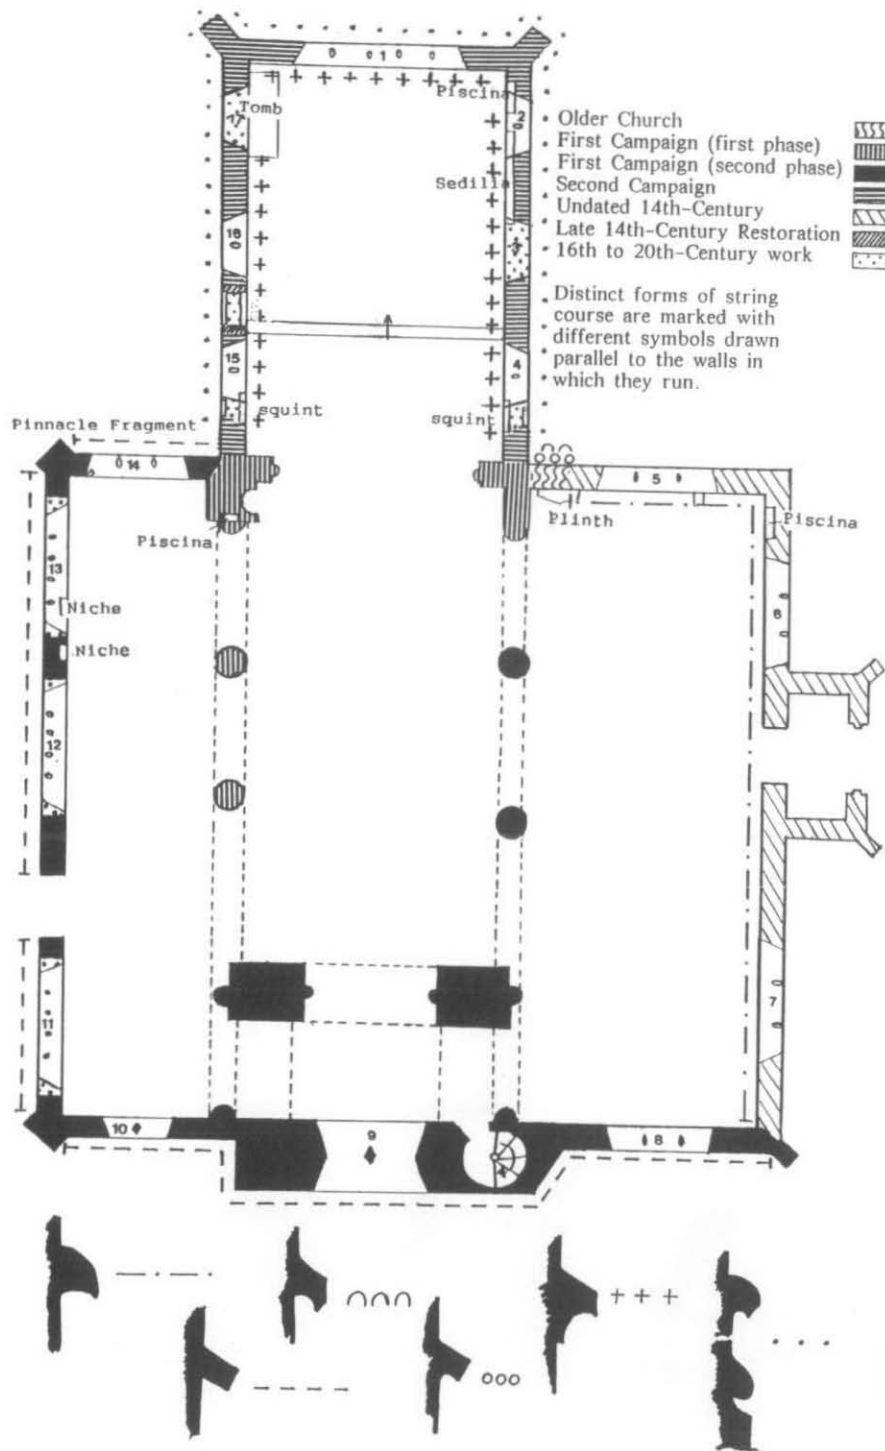 1
Piscina
Tomb
17
2
Older Church
First Campaign (first phase)
First Campaign (second phase)
Second Campaign
Undated 14th-Century
Late 14th-Century Restoration
16th to 20th-Century work
Sedilia
16
3
Distinct forms of string
course are marked with
different symbols drawn
parallel to the walls in
which they run.
15
4
squint
squint
Pinnacle Fragment
14
5
Piscina
Plinth
Piscina
13
Niche
6
Niche
12
11
7
10
9
8